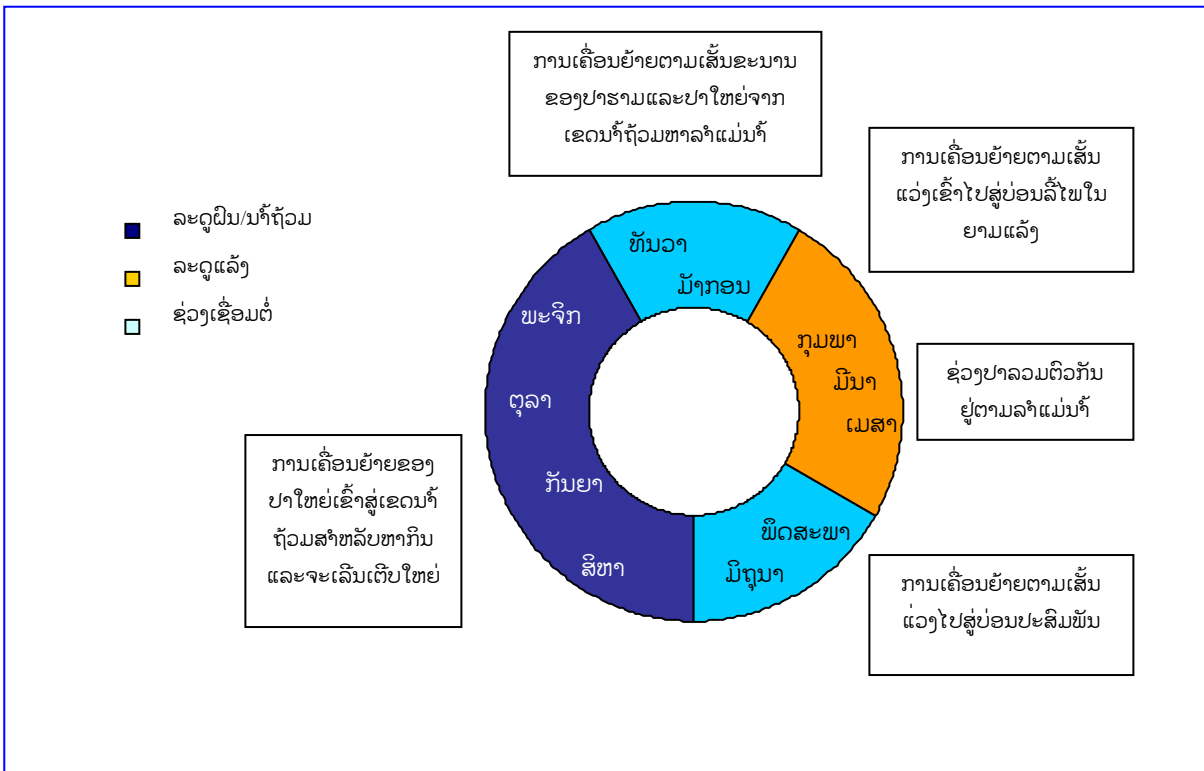 ການເຄື່ອນຍ້າຍຕາມເສັ້ນຂະນານ
ຂອງປາຮາມແລະປາໃຫຍ່ຈາກ
ເຂດນ້ຳຖ້ວມຫາລຳແມ່ນ້ຳ
ການເຄື່ອນຍ້າຍຕາມເສັ້ນ
ແວ່ງເຂົ້າໄປສູ່ບ່ອນລີ້ໄພໃນ
ຍາມແລ້ງ
ລະດູຝົນ/ນ້ຳຖ້ວມ
ລະດູແລ້ງ
ຊ່ວງເຊື່ອມຕໍ່
ທັນວາ
ມັາກອນ
ພະຈິກ
ກຸມພາ
ມີນາ
ເມສາ
ຕຸລາ
ກັນຍາ
ສິຫາ
ພຶດສະພາ
ມິຖຸນາ
ຊ່ວງປາລວມຕົວກັນ
ຢູ່ຕາມລຳແມ່ນ້ຳ
ການເຄື່ອນຍ້າຍຂອງ
ປາໃຫຍ່ເຂົ້າສູ່ເຂດນ້ຳ
ຖ້ວມສຳຫລັບຫາກິນ
ແລະຈະເລີນເຕີບໃຫຍ່
ການເຄື່ອນຍ້າຍຕາມເສັ້ນ
ແ່ວງໄປສູ່ບ່ອນປະສົມພັນ